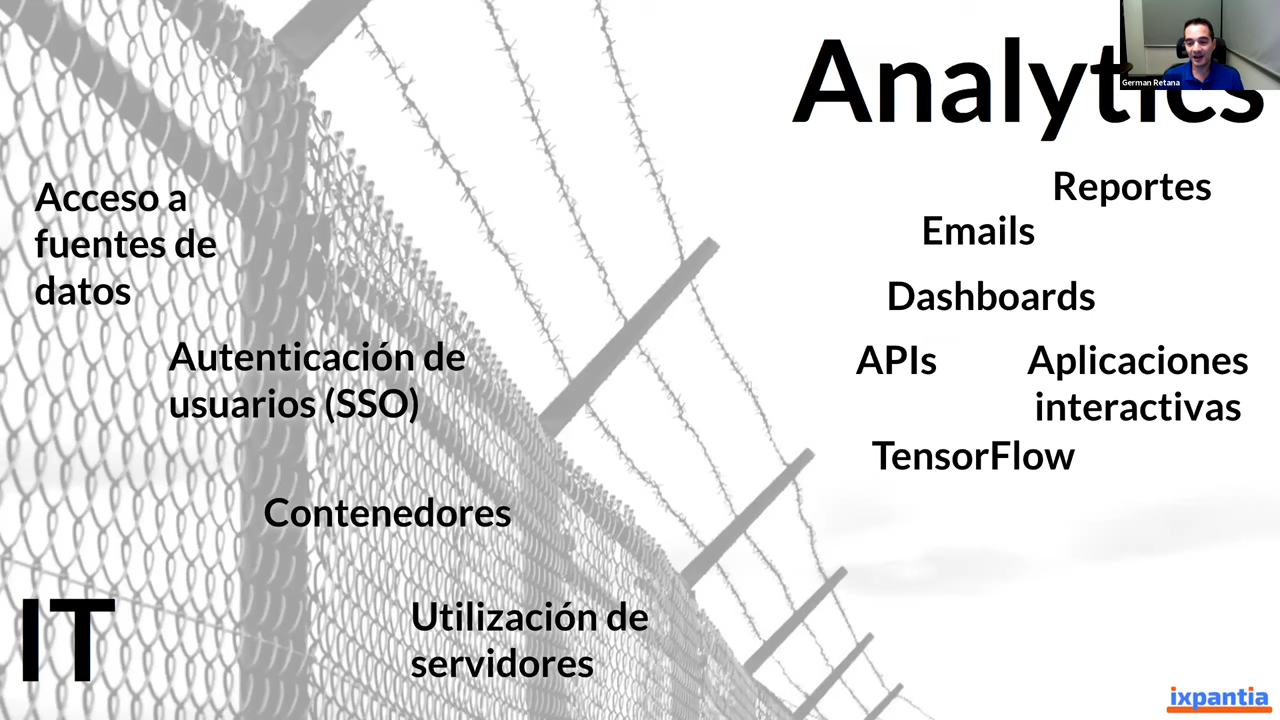 Analytics
German Retana
Reportes
Emails
Dashboards
APIs
Aplicaciones
interactivas
TensorFlow
Acceso a
fuentes de
datos
Autenticación de
usuarios (SSO)
Contenedores
Utilización de
servidores
IT
ixpantia